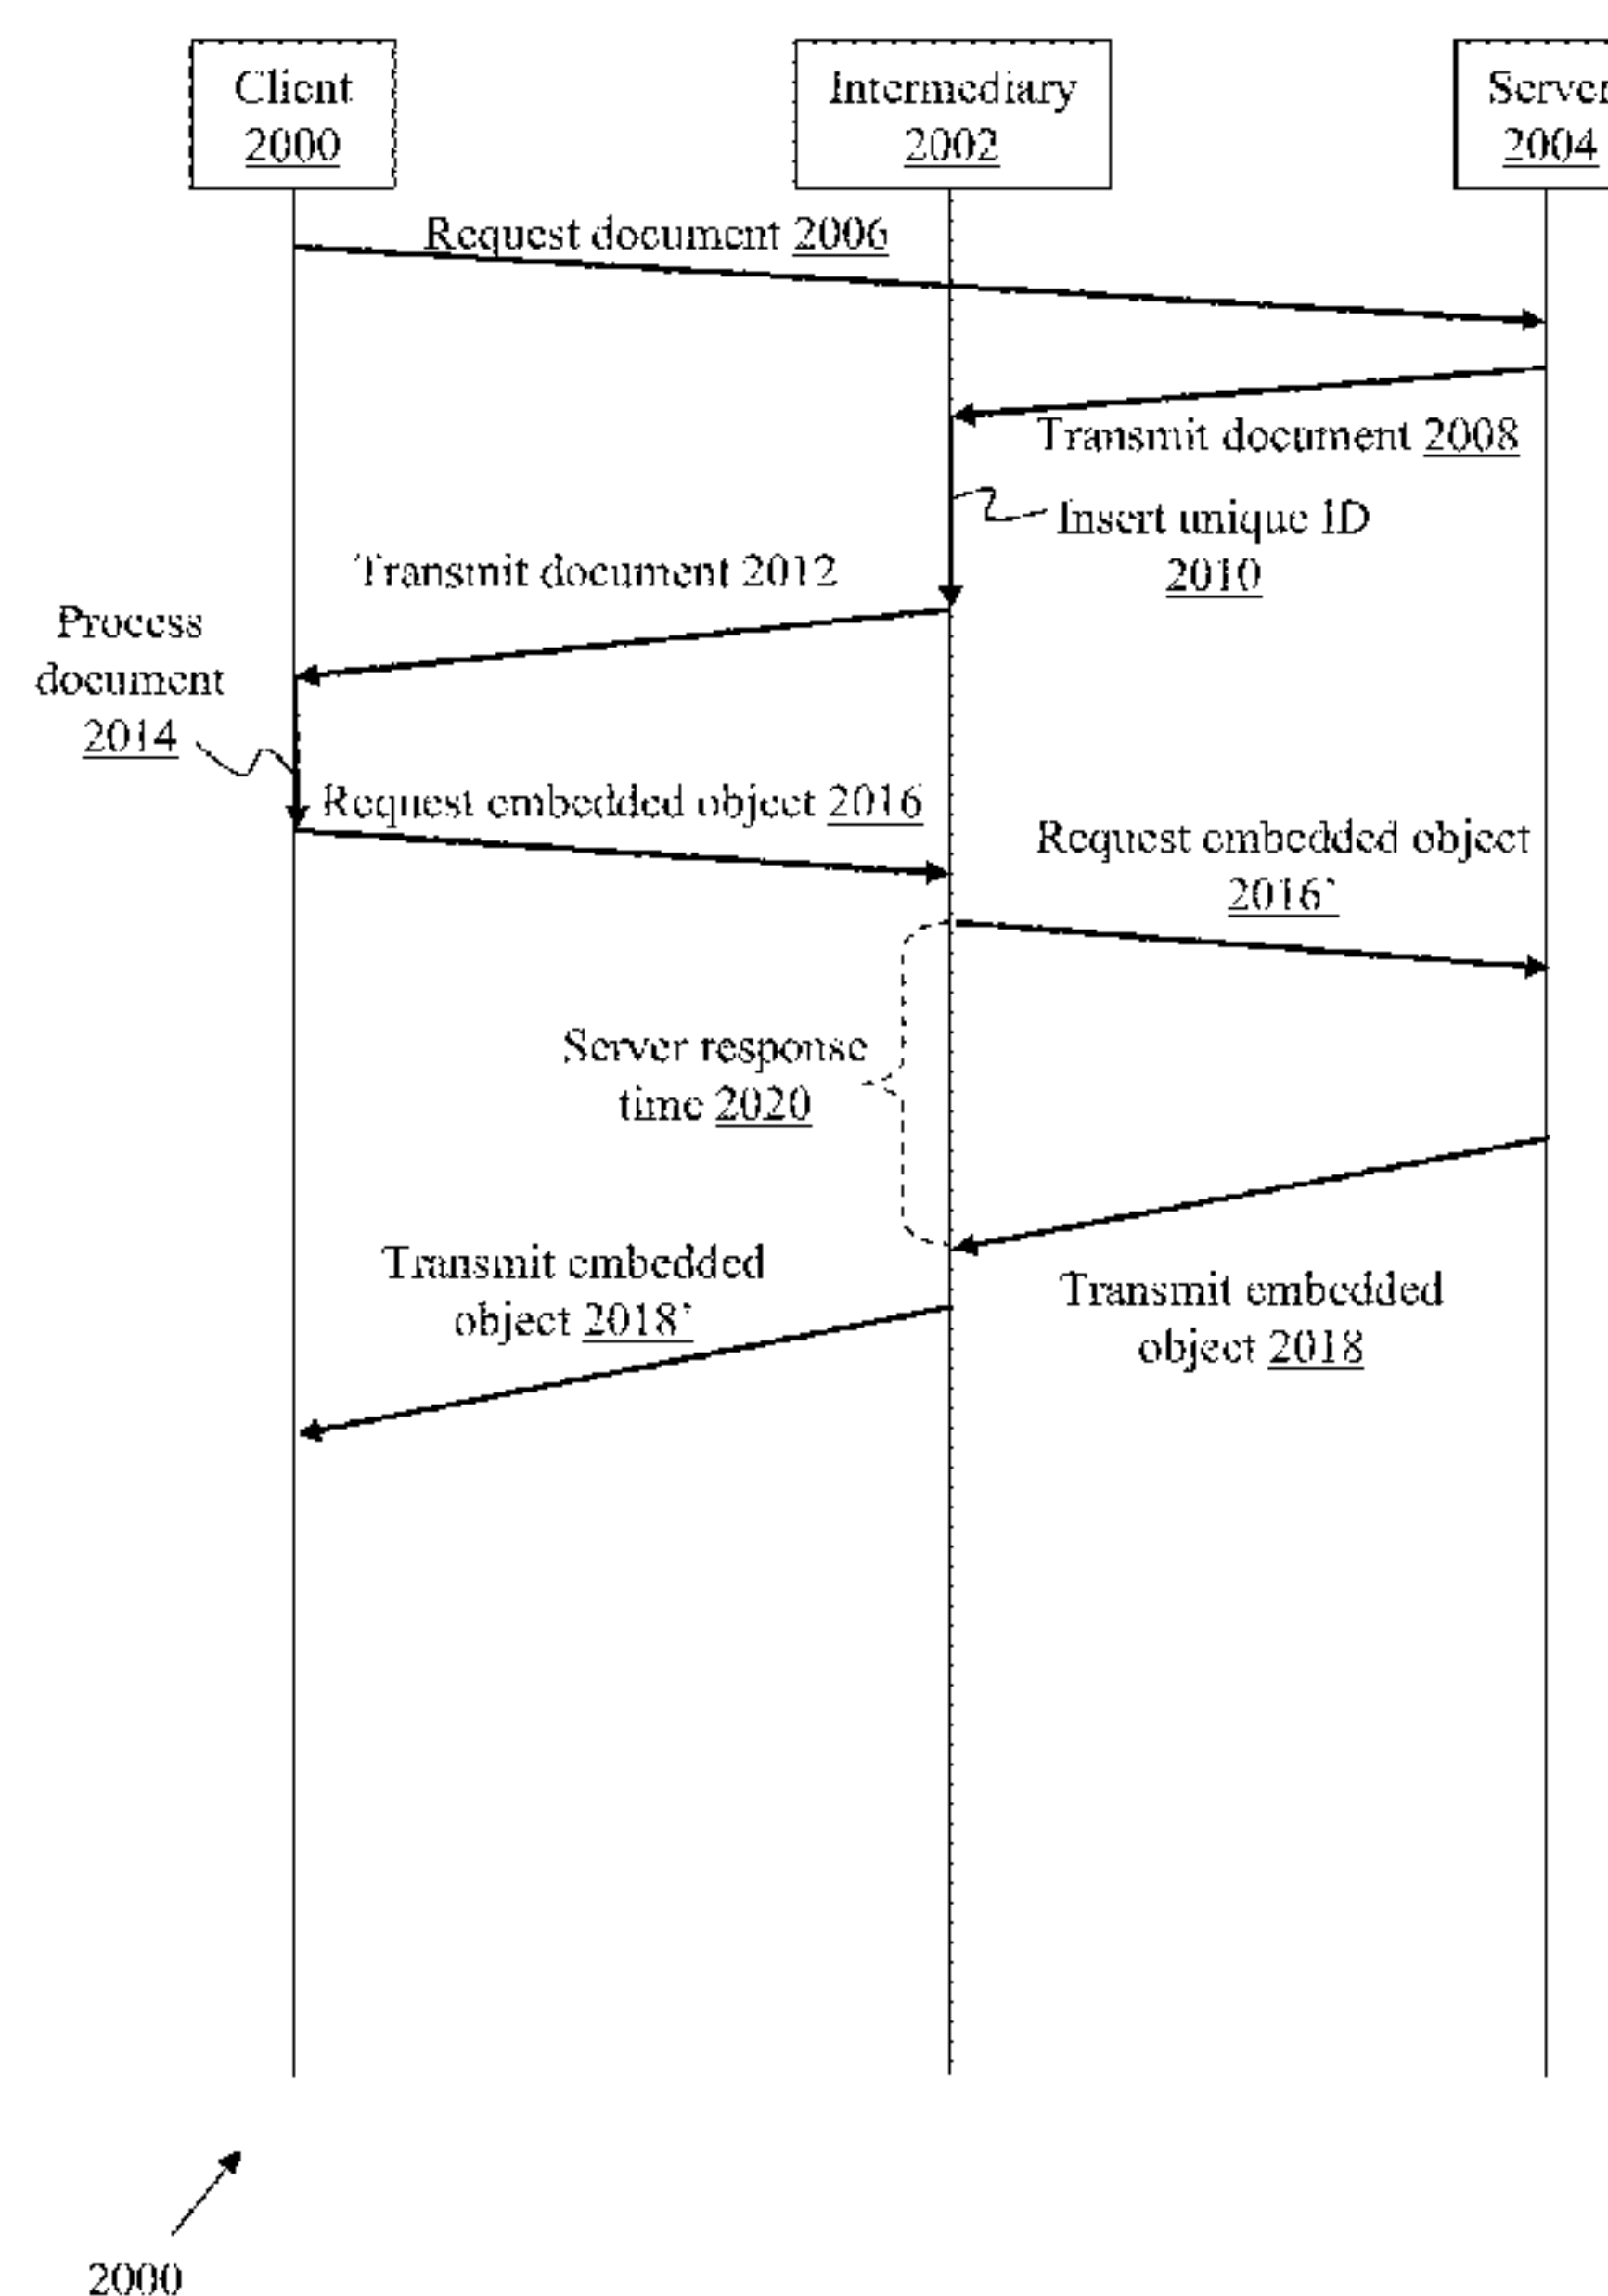 Client
2000
Intermediary
2002
Server
2004
Request document 2006
Transmit document 2008
Insert unique ID
2010
Transmit document 2012
Process
document
2014
Request embedded object 2016
Request embedded object
2016'
Server response
time 2020
Transmit embedded
object 2018'
Transmit embedded
object 2018
2000